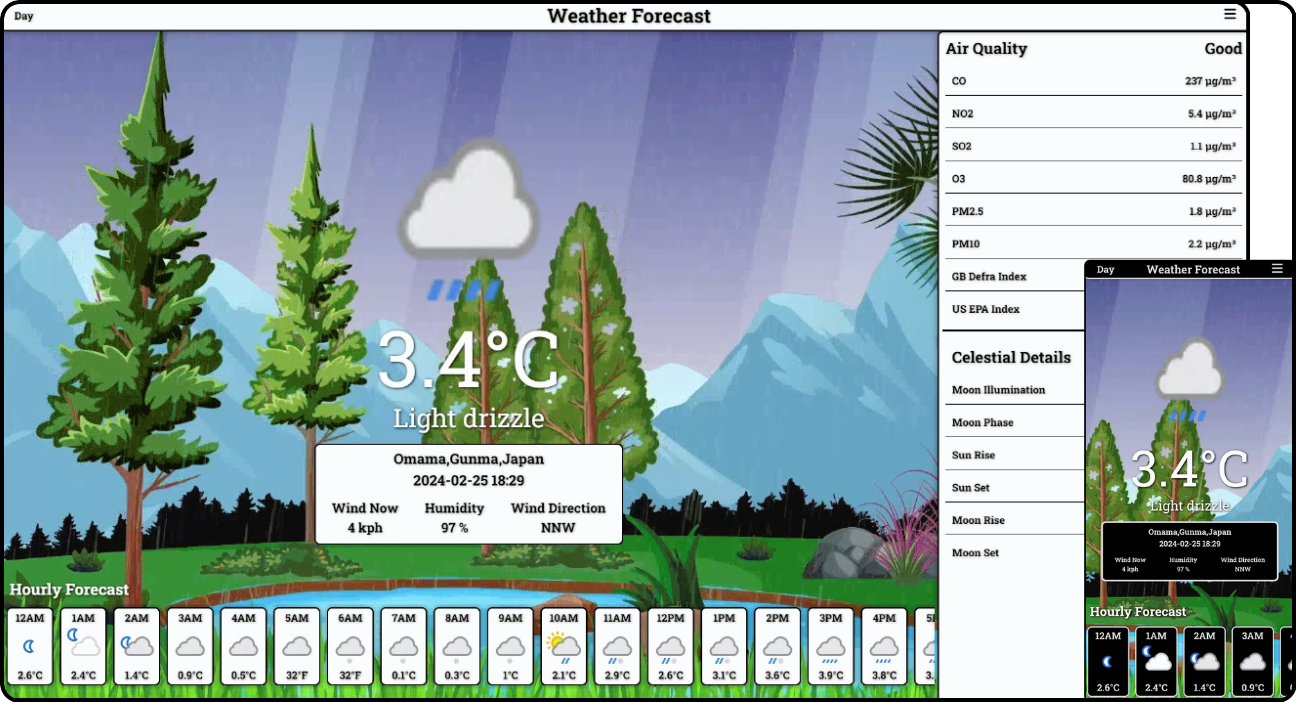 Day Weather Forecast
Air Quality Good
CO 237 µg/m³
NO2 5.4 µg/m³
SO2 1.1 µg/m³
O3 80.8 µg/m³
PM2.5 1.8 µg/m³
PM10 2.2 µg/m³
GB Defra Index
US EPA Index
Celestial Details
Moon Illumination
Moon Phase
Sun Rise
Sun Set
Moon Rise
Moon Set
3.4°C
Light drizzle
Omama,Gunma,Japan
2024-02-25 18:29
Wind Now Humidity Wind Direction
4 kph 97 % NNW
Hourly Forecast
12AM 1AM 2AM 3AM 4AM 5AM 6AM 7AM 8AM 9AM 10AM 11AM 12PM 1PM 2PM 3PM 4PM
2.6°C 2.4°C 1.4°C 0.9°C 0.5°C 32°F 32°F 0.1°C 0.3°C 1°C 2.1°C 2.9°C 2.6°C 3.1°C 3.6°C 3.9°C 3.8°C
Day Weather Forecast
3.4°C
Light drizzle
Omama,Gunma,Japan
2024-02-25 18:29
Wind Now Humidity Wind Direction
4 kph 97 % NNW
Hourly Forecast
12AM 1AM 2AM 3AM
2.6°C 2.4°C 1.4°C 0.9°C